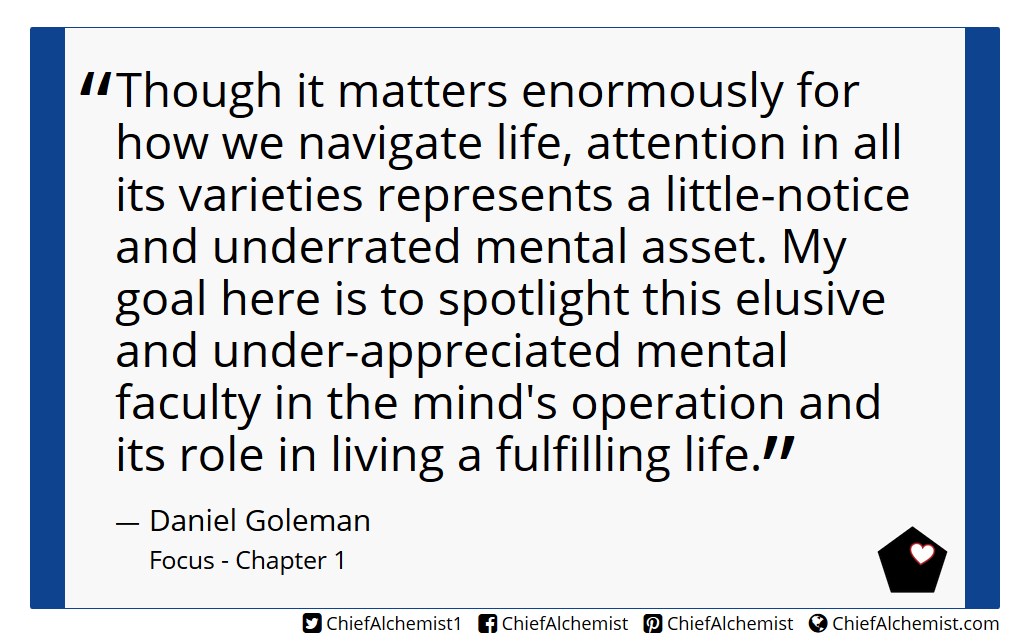 “Though it matters enormously for
how we navigate life, attention in all
its varieties represents a little-notice
and underrated mental asset. My
goal here is to spotlight this elusive
and under-appreciated mental
faculty in the mind's operation and
its role in living a fulfilling life.”
— Daniel Goleman
Focus - Chapter 1
ChiefAlchemist1 ChiefAlchemist ChiefAlchemist ChiefAlchemist.com